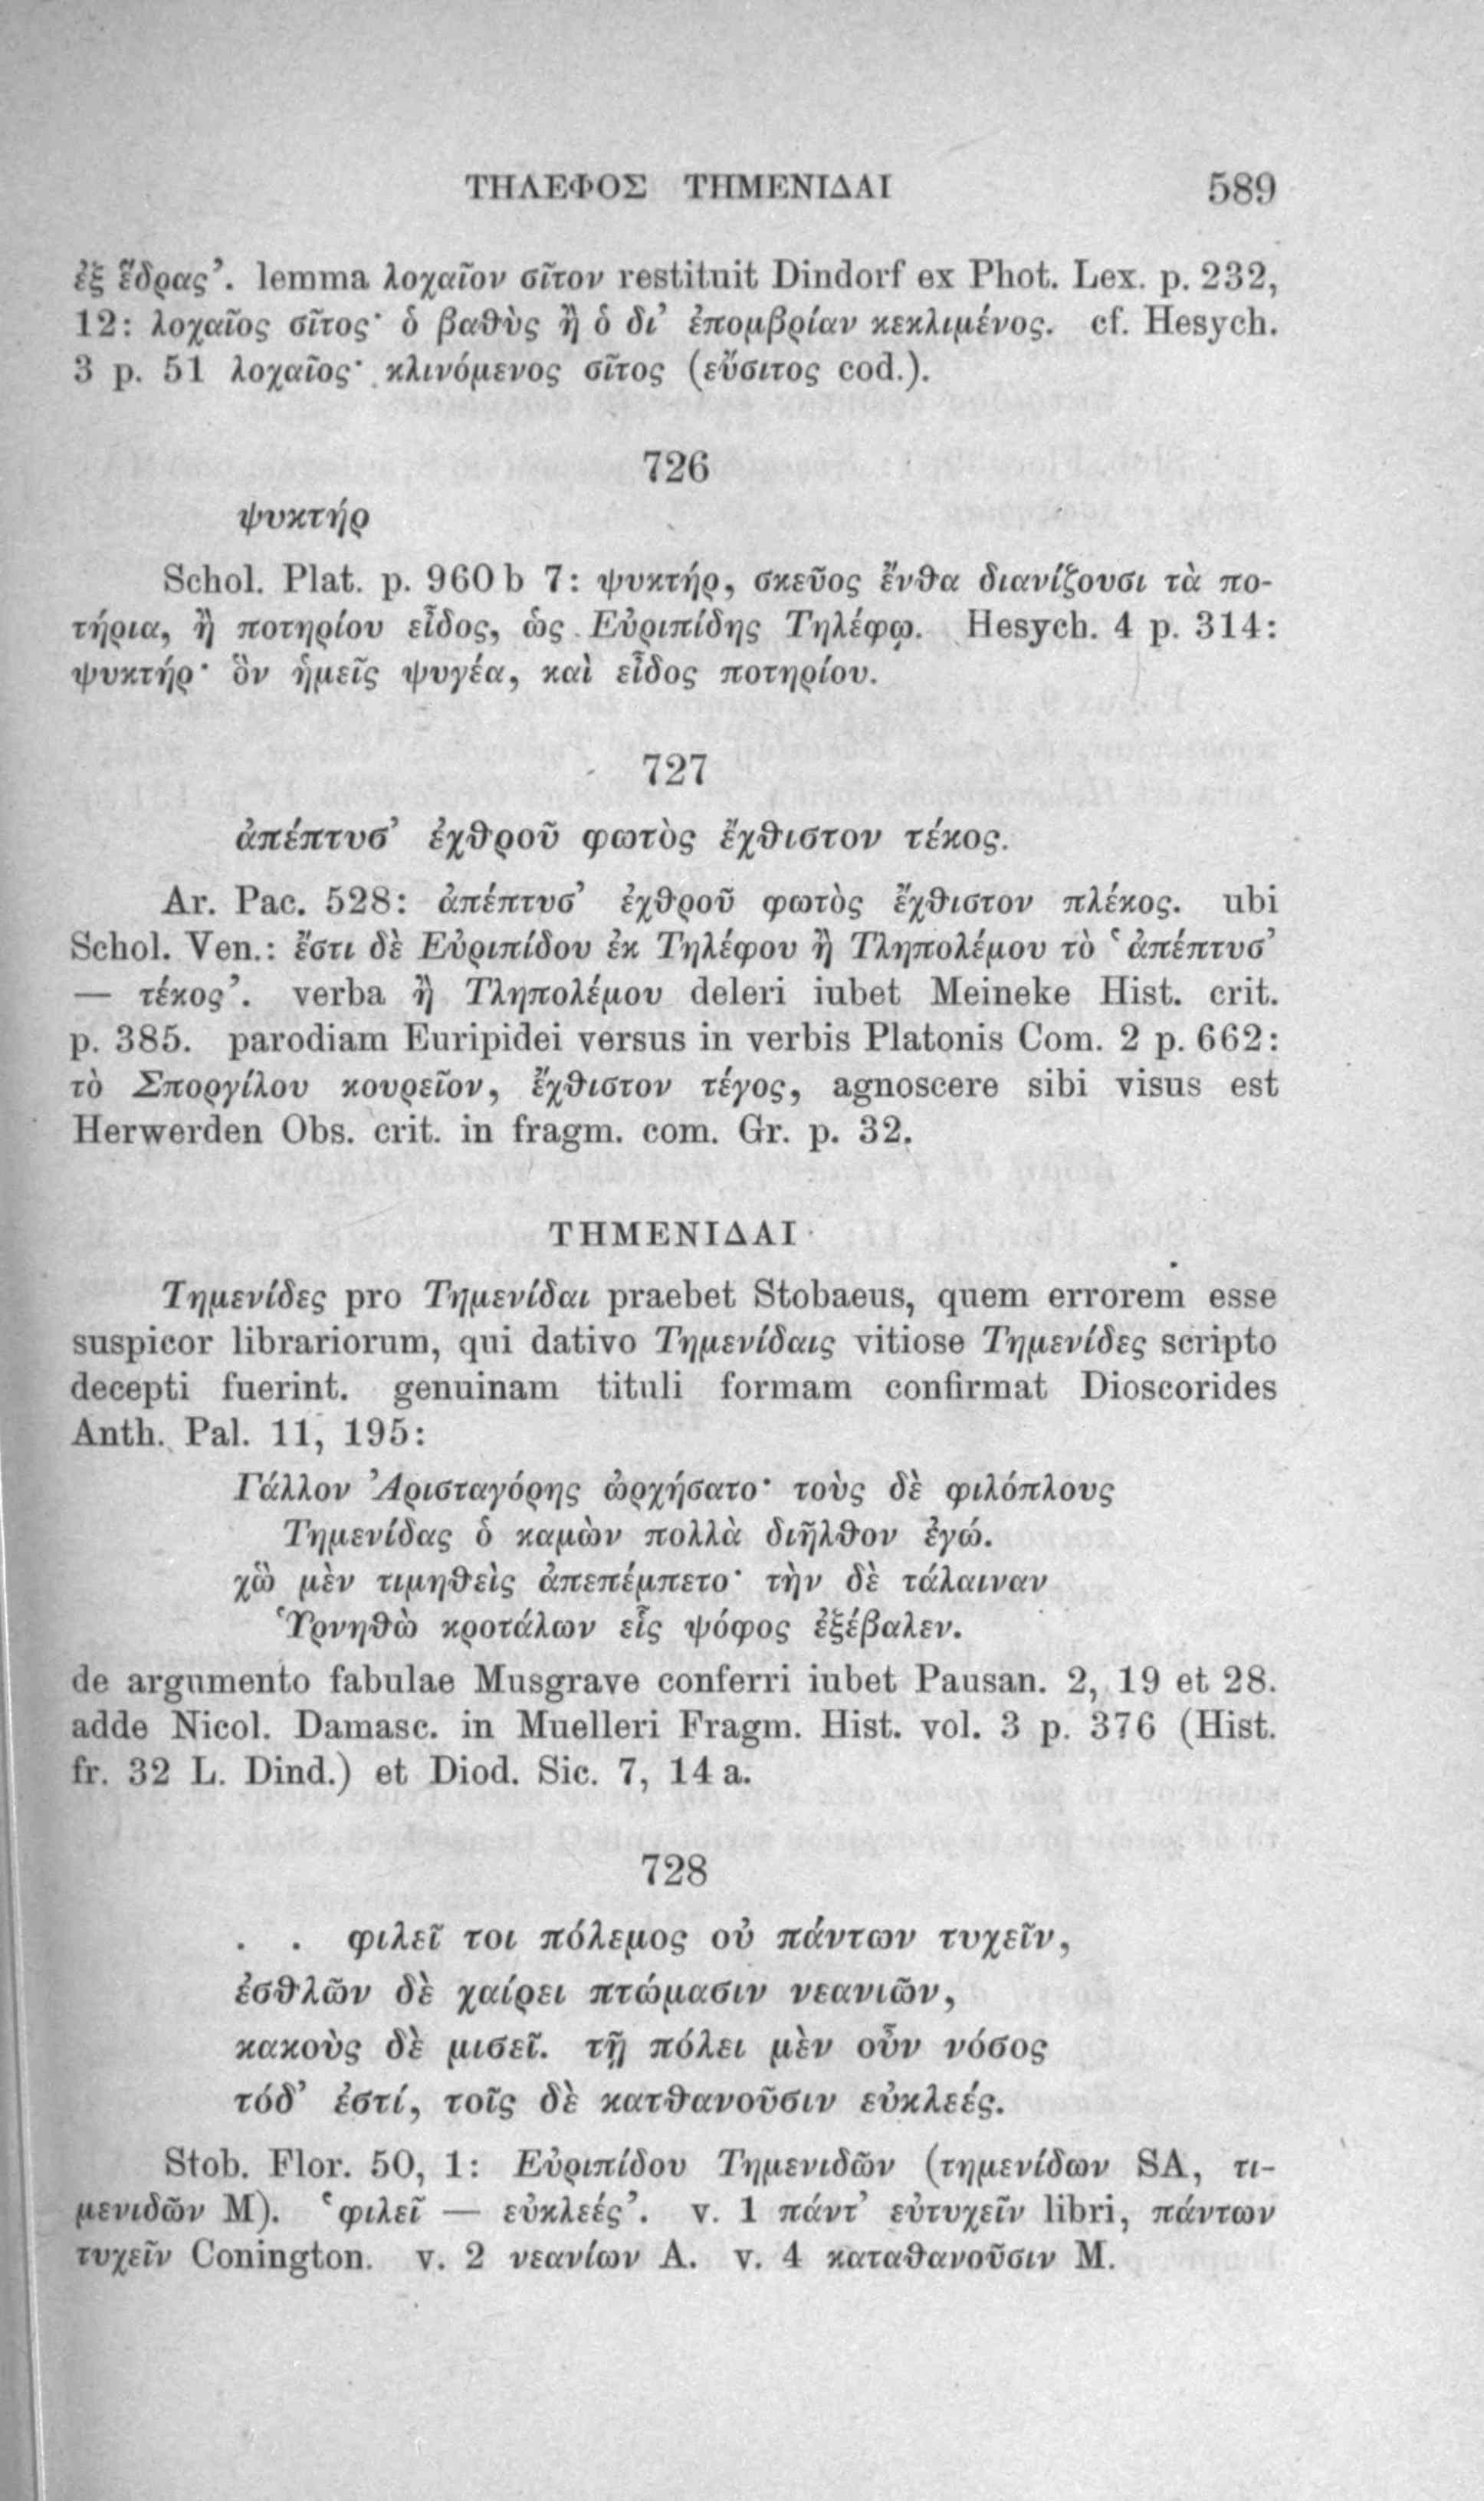 ΤΗΛΕΦΟΣ ΤΗΜΕΝΙΔΑΙ 589
ἐξ ἕδρας’. lemma λοχαῖον σῖτον restituit Dindorf ex Phot. Lex. p. 232,
12: λοχαῖος σῖτος· ὁ βαθὺς ἢ ὁ δι’ ἐπομβρίαν κεκλιμένος. cf. Hesych.
3 p. 51 λοχαῖος· κλινόμενος σῖτος (εὔσιτος cod.).
726
ψυκτήρ
Schol. Plat. p. 960 b 7: ψυκτήρ, σκεῦος ἔνθα διανίζουσι τὰ πο-
τήρια, ἢ ποτηρίου εἶδος, ὡς Εὐριπίδης Τηλέφῳ. Hesych. 4 p. 314:
ψυκτήρ· ὃν ἡμεῖς ψυγέα, καὶ εἶδος ποτηρίου.
727
ἀπέπτυσ’ ἐχθροῦ φωτὸς ἔχθιστον τέκος.
Ar. Pac. 528: ἀπέπτυσ’ ἐχθροῦ φωτὸς ἔχθιστον πλέκος. ubi
Schol. Ven.: ἔστι δὲ Εὐριπίδου ἐκ Τηλέφου ἢ Τληπολέμου τὸ ‘ἀπέπτυσ’
— τέκος’. verba ἢ Τληπολέμου deleri iubet Meineke Hist. crit.
p. 385. parodiam Euripidei versus in verbis Platonis Com. 2 p. 662:
τὸ Σποργίλου κουρεῖον, ἔχθιστον τέγος, agnoscere sibi visus est
Herwerden Obs. crit. in fragm. com. Gr. p. 32.
ΤΗΜΕΝΙΔΑΙ
Τημενίδες pro Τημενίδαι praebet Stobaeus, quem errorem esse
suspicor librariorum, qui dativo Τημενίδαις vitiose Τημενίδες scripto
decepti fuerint. genuinam tituli formam confirmat Dioscorides
Anth. Pal. 11, 195:
Γάλλον Ἀρισταγόρης ὠρχήσατο· τοὺς δὲ φιλόπλους
Τημενίδας ὁ καμὼν πολλὰ διῆλθον ἐγώ.
χὢ μὲν τιμηθεὶς ἀπεπέμπετο· τὴν δὲ τάλαιναν
Ὑρνηθὼ κροτάλων εἷς ψόφος ἐξέβαλεν.
de argumento fabulae Musgrave conferri iubet Pausan. 2, 19 et 28.
adde Nicol. Damasc. in Muelleri Fragm. Hist. vol. 3 p. 376 (Hist.
fr. 32 L. Dind.) et Diod. Sic. 7, 14 a.
728
. . φιλεῖ τοι πόλεμος οὐ πάντων τυχεῖν,
ἐσθλῶν δὲ χαίρει πτώμασιν νεανιῶν,
κακοὺς δὲ μισεῖ. τῇ πόλει μὲν οὖν νόσος
τόδ’ ἐστί, τοῖς δὲ κατθανοῦσιν εὐκλεές.
Stob. Flor. 50, 1: Εὐριπίδου Τημενιδῶν (τημενίδων SA, τι-
μενιδῶν M). ‘φιλεῖ — εὐκλεές’. v. 1 πάντ’ εὐτυχεῖν libri, πάντων
τυχεῖν Conington. v. 2 νεανίων A. v. 4 καταθανοῦσιν M.